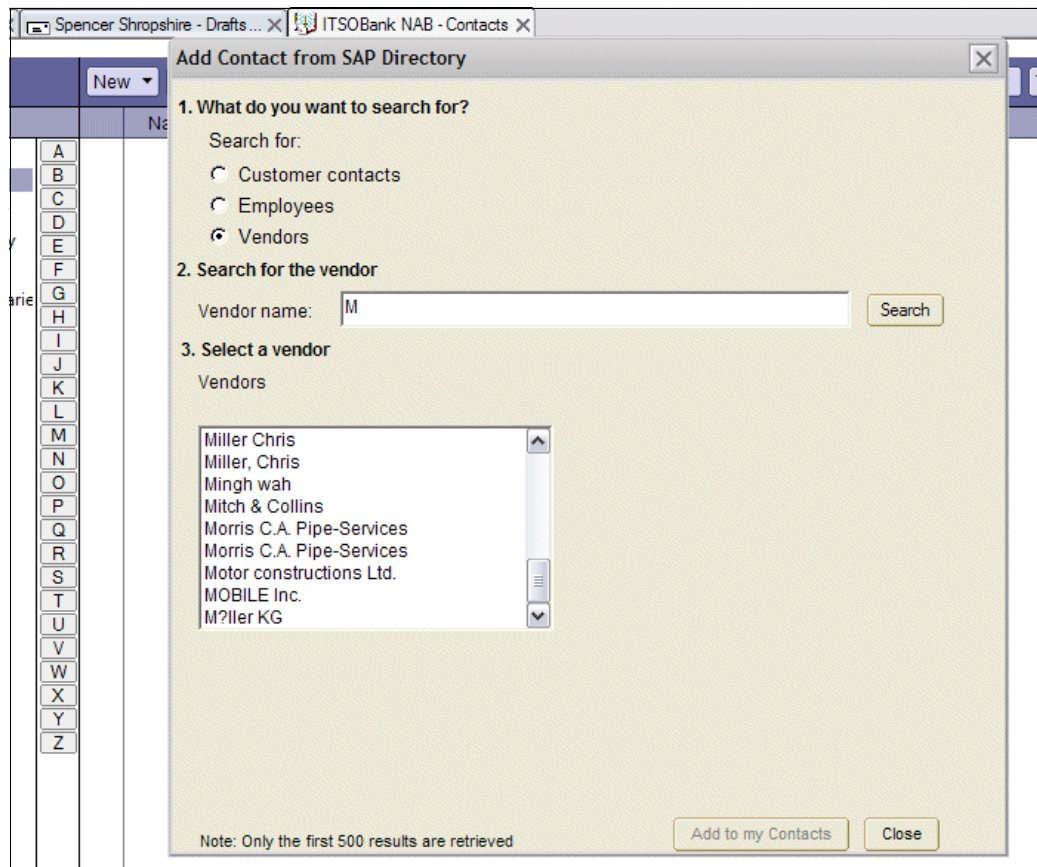 Spencer Shropshire - Drafts ...
ITSOBank NAB - Contacts
Add Contact from SAP Directory
New
1. What do you want to search for?
Na
Search for:
A
B
C
D
E
F
G
H
I
J
K
L
M
N
O
P
Q
R
S
T
U
V
W
X
Y
Z
y
arie
Customer contacts
Employees
Vendors
2. Search for the vendor
Vendor name:
M
Search
3. Select a vendor
Vendors
Miller Chris
Miller, Chris
Mingh wah
Mitch & Collins
Morris C.A. Pipe-Services
Morris C.A. Pipe-Services
Motor constructions Ltd.
MOBILE Inc.
M?ller KG
Note: Only the first 500 results are retrieved
Add to my Contacts
Close